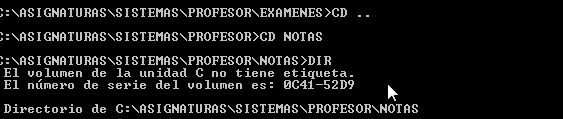 C:\ASIGNATURAS\SISTEMAS\PROFESOR\EXAMENES>CD ..
C:\ASIGNATURAS\SISTEMAS\PROFESOR>CD NOTAS
C:\ASIGNATURAS\SISTEMAS\PROFESOR\NOTAS>DIR
El volumen de la unidad C no tiene etiqueta.
El número de serie del volumen es: 0C41-52D9
Directorio de C:\ASIGNATURAS\SISTEMAS\PROFESOR\NOTAS